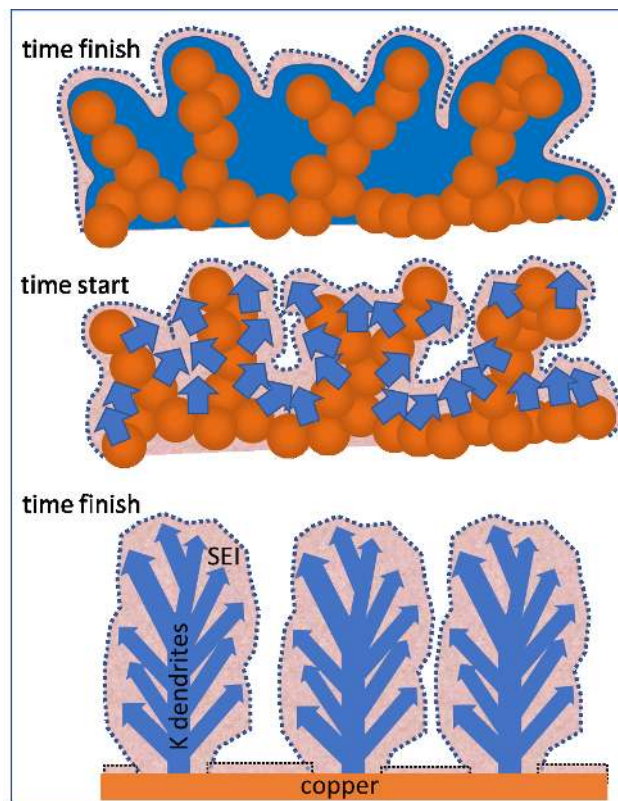 time finish
time start
time finish
SEI
K dendrites
copper